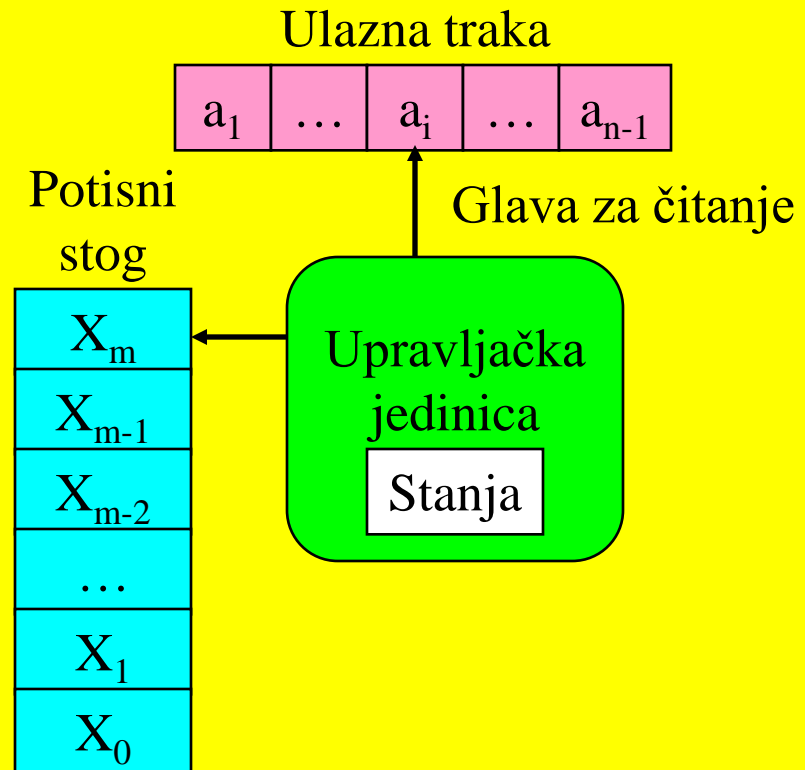 Ulazna traka
a₁ … aᵢ … aₙ₋₁
Glava za čitanje
Potisni
stog
Xₘ
Xₘ₋₁
Xₘ₋₂
…
X₁
X₀
Upravljačka
jedinica
Stanja